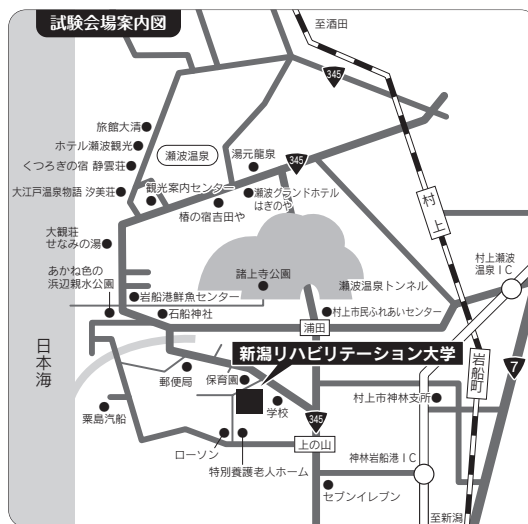 試験会場案内図
至酒田
345
旅館大清
ホテル瀬波観光
瀬波温泉
湯元龍泉
345
くつろぎの宿 静雲荘
大江戸温泉物語 汐美荘
観光案内センター
瀬波グランドホテル
はぎのや
椿の宿吉田や
村上
大観荘
せなみの湯
村上瀬波
温泉IC
あかね色の
浜辺親水公園
諸上寺公園
瀬波温泉トンネル
岩船港鮮魚センター
石船神社
村上市民ふれあいセンター
浦田
日本海
新潟リハビリテーション大学
岩船町
7
郵便局
保育園
学校
345
村上市神林支所
粟島汽船
上の山
ローソン
特別養護老人ホーム
神林岩船港IC
セブンイレブン
至新潟